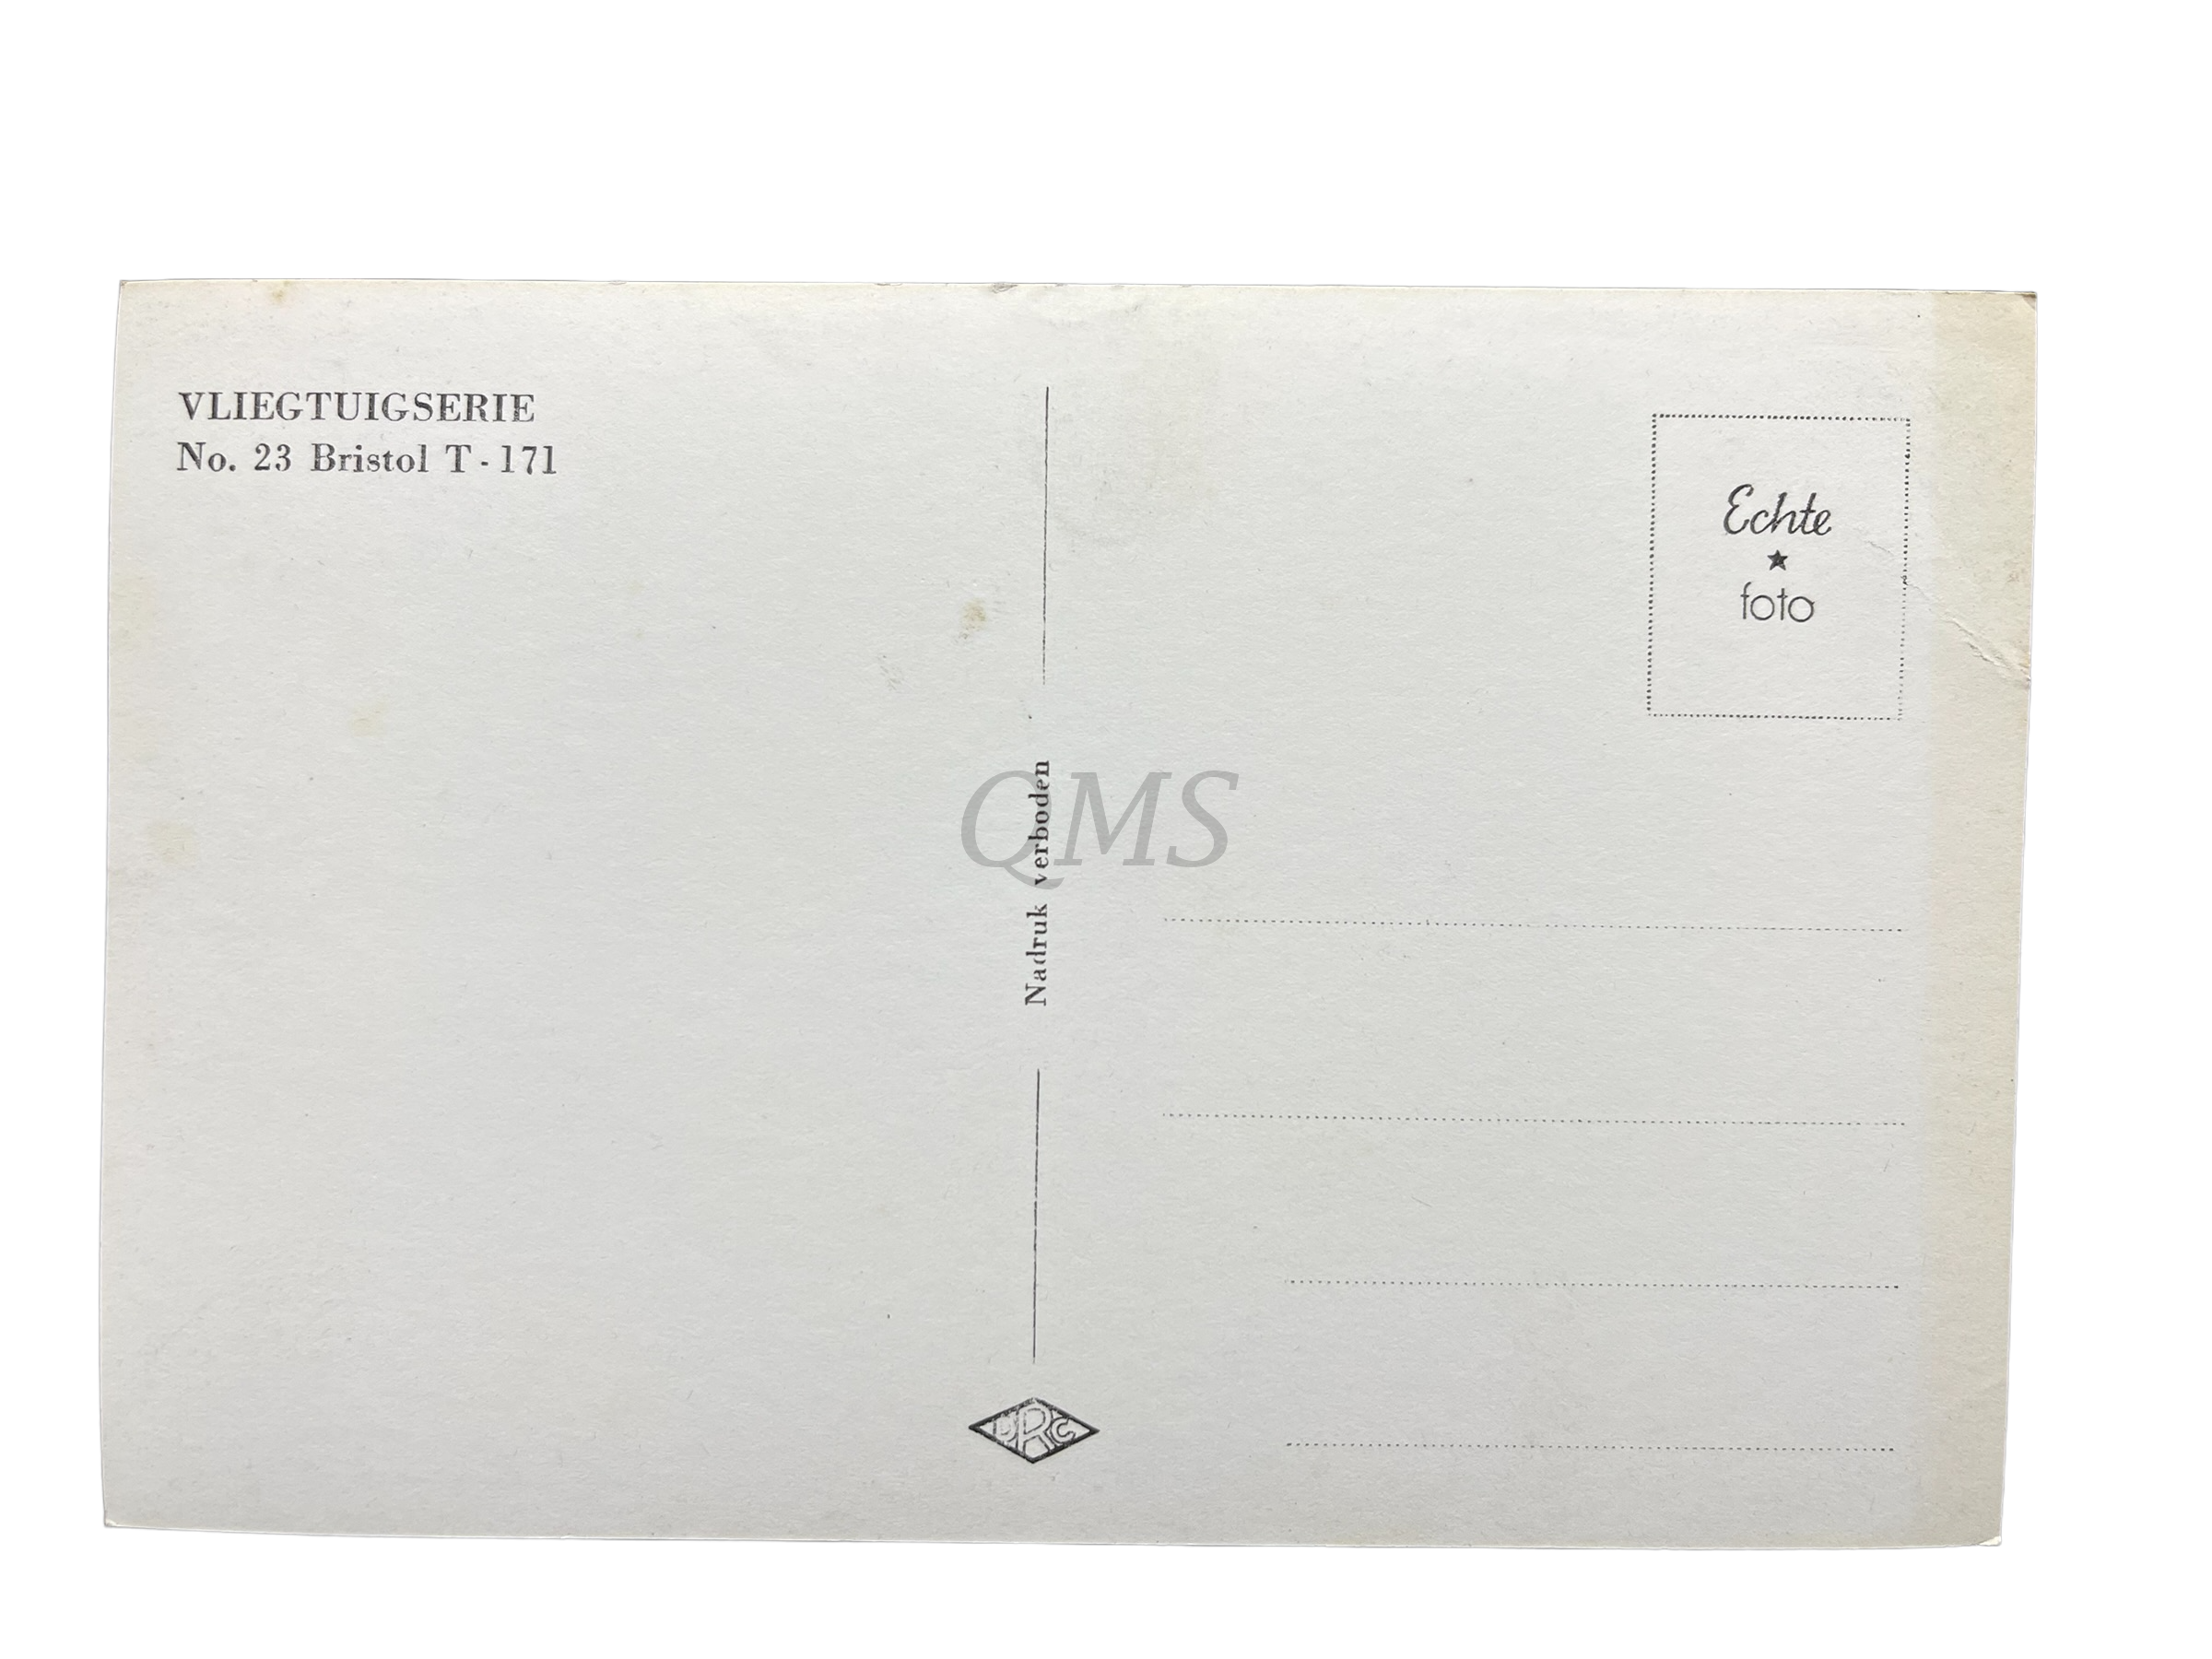 VLIEGTUIGSERIE
No. 23 Bristol T - 171
Echte
foto
Nadruk verboden
QMS